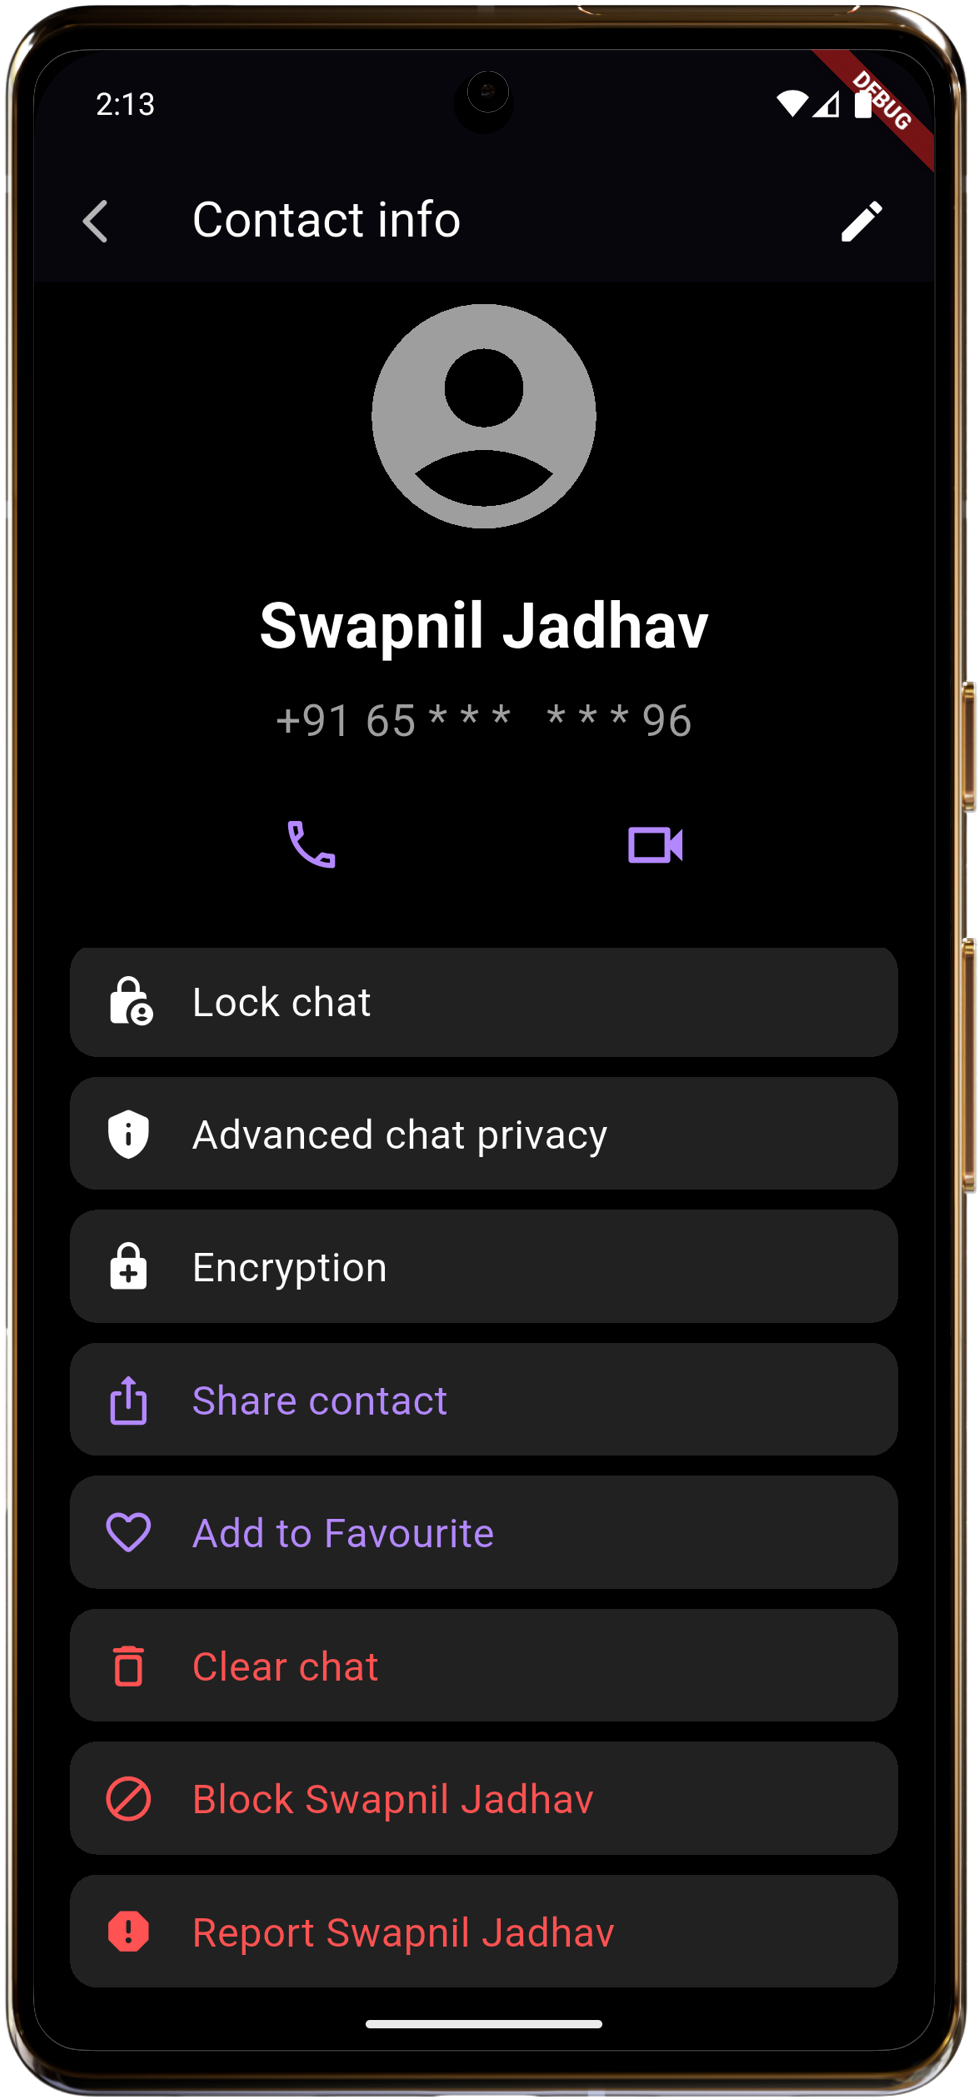 2:13
DEBUG
Contact info
Swapnil Jadhav
+91 65 * * *   * * * 96
Lock chat
Advanced chat privacy
Encryption
Share contact
Add to Favourite
Clear chat
Block Swapnil Jadhav
Report Swapnil Jadhav